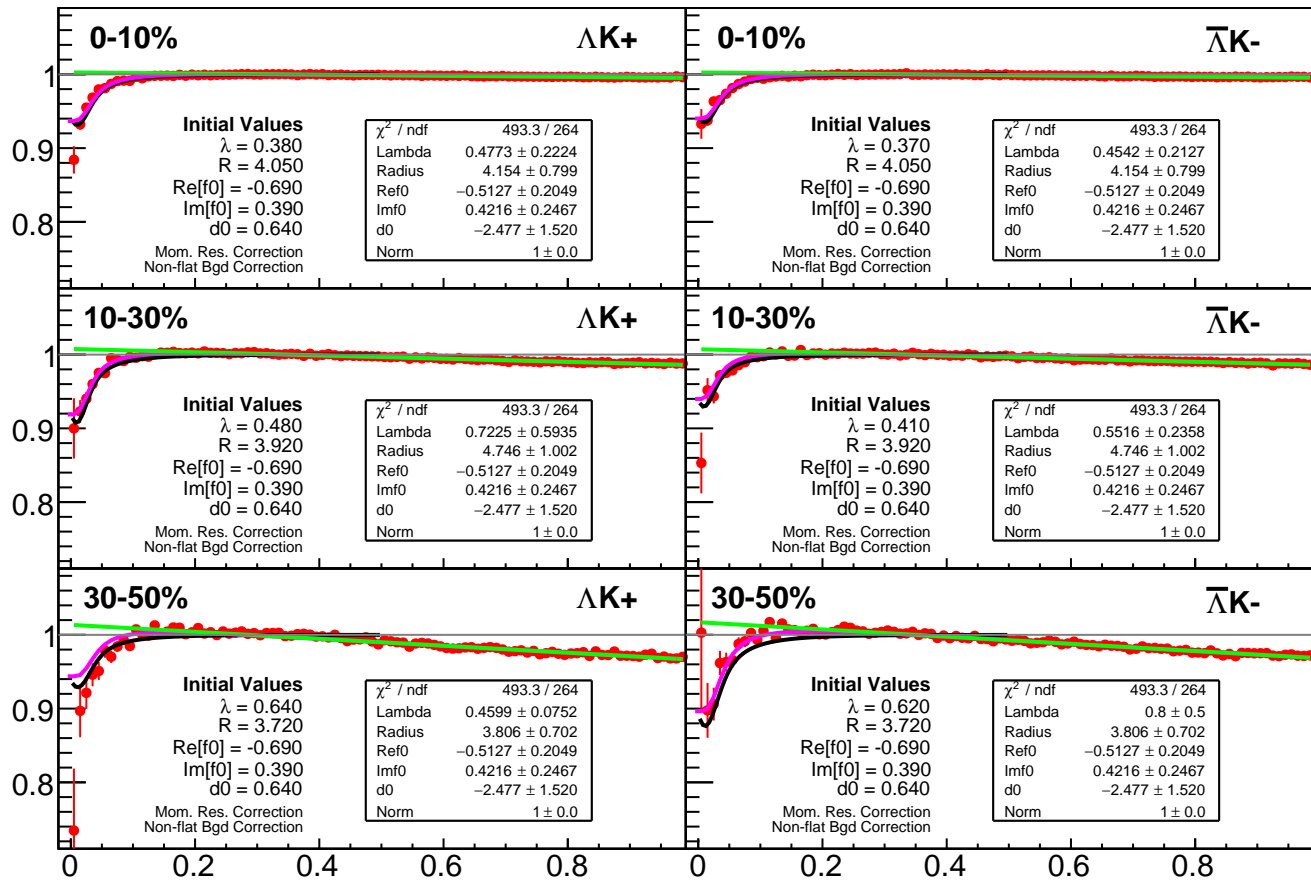 0-10%
ΛK+
1
0.9
0.8
Initial Values
λ = 0.380
R = 4.050
Re[f0] = -0.690
Im[f0] = 0.390
d0 = 0.640
Mom. Res. Correction
Non-flat Bgd Correction
χ² / ndf 493.3 / 264
Lambda 0.4773 ± 0.2224
Radius 4.154 ± 0.799
Ref0 −0.5127 ± 0.2049
Imf0 0.4216 ± 0.2467
d0 −2.477 ± 1.520
Norm 1 ± 0.0
0-10%
Λ̅K-
Initial Values
λ = 0.370
R = 4.050
Re[f0] = -0.690
Im[f0] = 0.390
d0 = 0.640
Mom. Res. Correction
Non-flat Bgd Correction
χ² / ndf 493.3 / 264
Lambda 0.4542 ± 0.2127
Radius 4.154 ± 0.799
Ref0 −0.5127 ± 0.2049
Imf0 0.4216 ± 0.2467
d0 −2.477 ± 1.520
Norm 1 ± 0.0
10-30%
ΛK+
1
0.9
0.8
Initial Values
λ = 0.480
R = 3.920
Re[f0] = -0.690
Im[f0] = 0.390
d0 = 0.640
Mom. Res. Correction
Non-flat Bgd Correction
χ² / ndf 493.3 / 264
Lambda 0.7225 ± 0.5935
Radius 4.746 ± 1.002
Ref0 −0.5127 ± 0.2049
Imf0 0.4216 ± 0.2467
d0 −2.477 ± 1.520
Norm 1 ± 0.0
10-30%
Λ̅K-
Initial Values
λ = 0.410
R = 3.920
Re[f0] = -0.690
Im[f0] = 0.390
d0 = 0.640
Mom. Res. Correction
Non-flat Bgd Correction
χ² / ndf 493.3 / 264
Lambda 0.5516 ± 0.2358
Radius 4.746 ± 1.002
Ref0 −0.5127 ± 0.2049
Imf0 0.4216 ± 0.2467
d0 −2.477 ± 1.520
Norm 1 ± 0.0
30-50%
ΛK+
1
0.9
0.8
Initial Values
λ = 0.640
R = 3.720
Re[f0] = -0.690
Im[f0] = 0.390
d0 = 0.640
Mom. Res. Correction
Non-flat Bgd Correction
χ² / ndf 493.3 / 264
Lambda 0.4599 ± 0.0752
Radius 3.806 ± 0.702
Ref0 −0.5127 ± 0.2049
Imf0 0.4216 ± 0.2467
d0 −2.477 ± 1.520
Norm 1 ± 0.0
30-50%
Λ̅K-
Initial Values
λ = 0.620
R = 3.720
Re[f0] = -0.690
Im[f0] = 0.390
d0 = 0.640
Mom. Res. Correction
Non-flat Bgd Correction
χ² / ndf 493.3 / 264
Lambda 0.8 ± 0.5
Radius 3.806 ± 0.702
Ref0 −0.5127 ± 0.2049
Imf0 0.4216 ± 0.2467
d0 −2.477 ± 1.520
Norm 1 ± 0.0
0 0.2 0.4 0.6 0.8 0 0.2 0.4 0.6 0.8